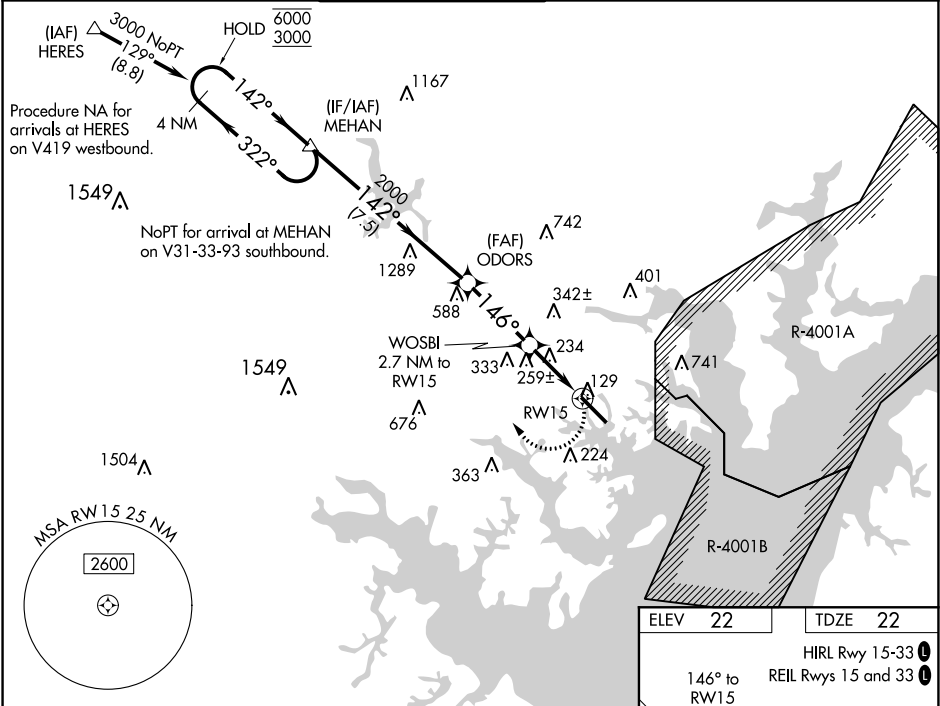 (IAF)
HERES
3000 NoPT
129°
(8.8)
HOLD
6000
3000
142°
4 NM
322°
(IF/IAF)
MEHAN
1167
Procedure NA for
arrivals at HERES
on V419 westbound.
1549
NoPT for arrival at MEHAN
on V31-33-93 southbound.
2000
142°
(7.5)
1289
742
(FAF)
ODORS
588
146°
342±
401
R-4001A
WOSBI
2.7 NM to
RW15
333
259±
234
741
129
RW15
1549
676
224
363
1504
R-4001B
MSA RW15 25 NM
2600
ELEV 22
TDZE 22
HIRL Rwy 15-33 L
REIL Rwys 15 and 33 L
146° to
RW15